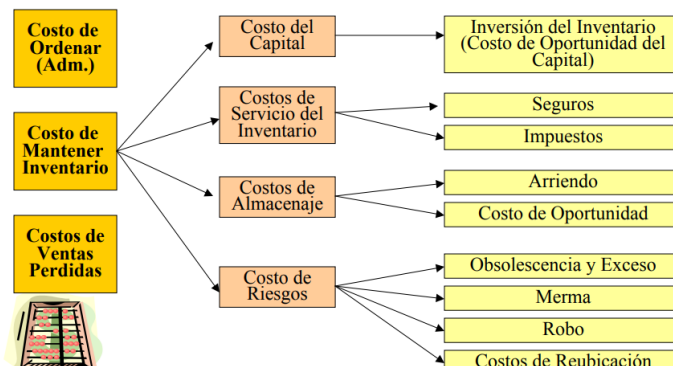 Costo de
Ordenar
(Adm.)
Costo de
Mantener
Inventario
Costos de
Ventas
Perdidas
Costo del
Capital
Costos de
Servicio del
Inventario
Costos de
Almacenaje
Costo de
Riesgos
Inversión del Inventario
(Costo de Oportunidad del
Capital)
Seguros
Impuestos
Arriendo
Costo de Oportunidad
Obsolescencia y Exceso
Merma
Robo
Costos de Reubicación